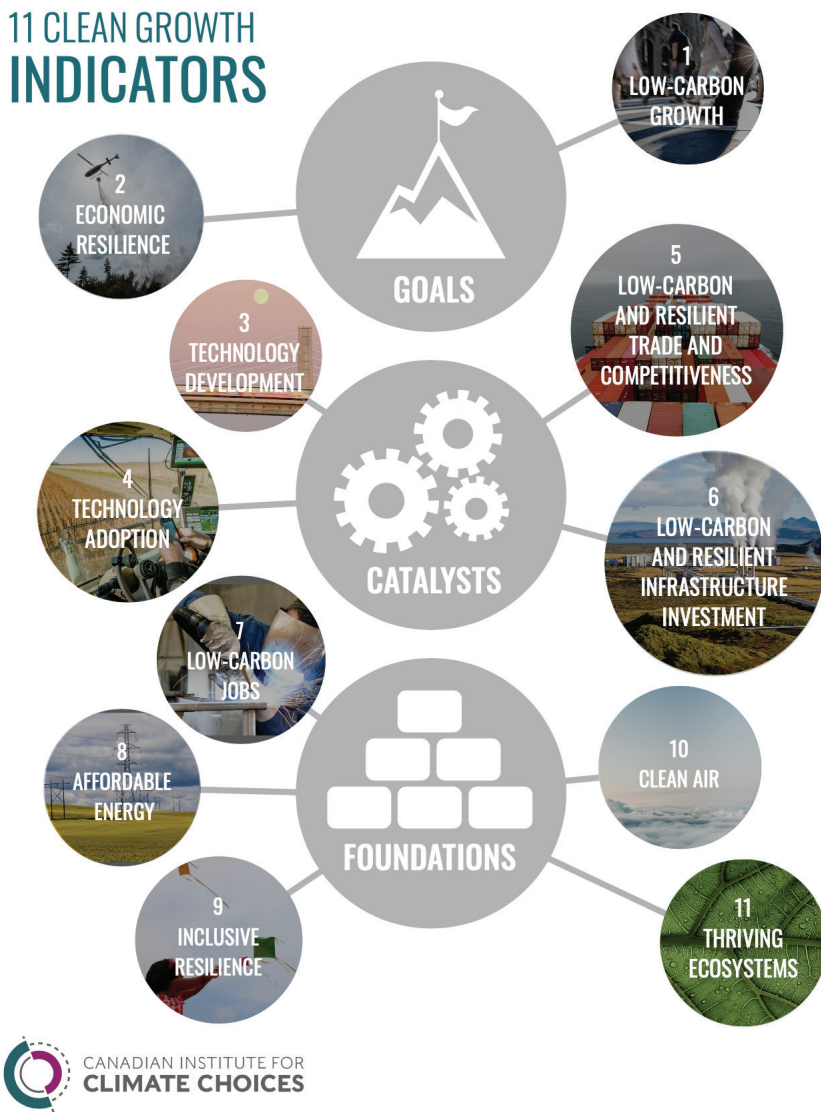 11 CLEAN GROWTH
INDICATORS
1
LOW-CARBON
GROWTH
2
ECONOMIC
RESILIENCE
GOALS
3
TECHNOLOGY
DEVELOPMENT
4
TECHNOLOGY
ADOPTION
5
LOW-CARBON
AND RESILIENT
TRADE AND
COMPETITIVENESS
6
LOW-CARBON
AND RESILIENT
INFRASTRUCTURE
INVESTMENT
CATALYSTS
7
LOW-CARBON
JOBS
8
AFFORDABLE
ENERGY
9
INCLUSIVE
RESILIENCE
10
CLEAN AIR
11
THRIVING
ECOSYSTEMS
FOUNDATIONS
CANADIAN INSTITUTE FOR
CLIMATE CHOICES